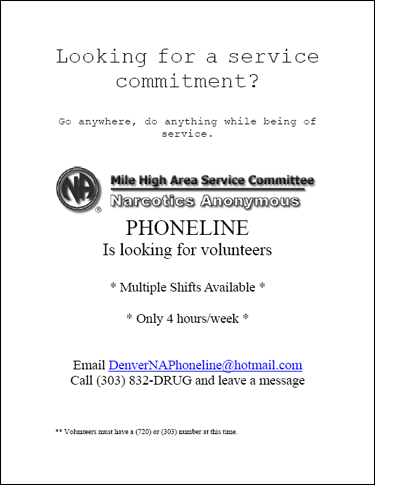 Looking for a service
commitment?
Go anywhere, do anything while being of
service.
NA ®
Mile High Area Service Committee
Narcotics Anonymous
PHONELINE
Is looking for volunteers
* Multiple Shifts Available *
* Only 4 hours/week *
Email DenverNAPhoneline@hotmail.com
Call (303) 832-DRUG and leave a message
** Volunteers must have a (720) or (303) number at this time.